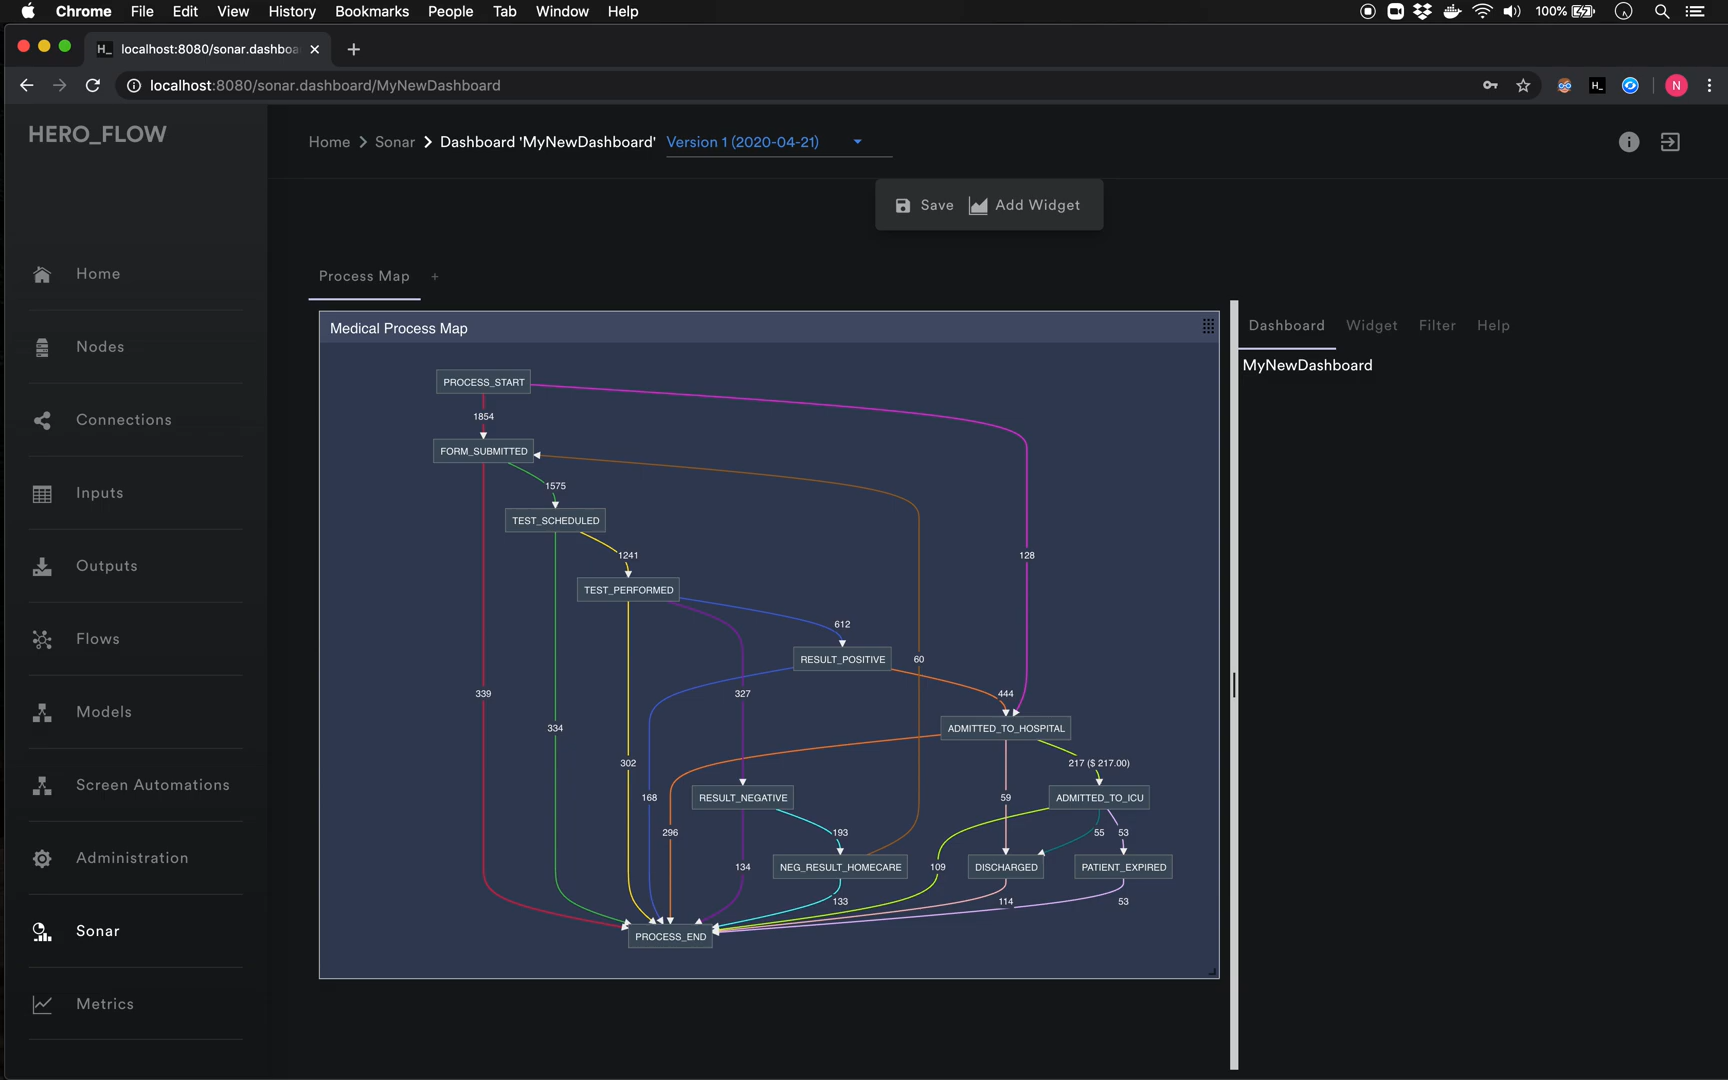 Chrome File Edit View History Bookmarks People Tab Window Help 100%
H_ localhost:8080/sonar.dashboa
localhost:8080/sonar.dashboard/MyNewDashboard H_ N
HERO_FLOW
Home
Nodes
Connections
Inputs
Outputs
Flows
Models
Screen Automations
Administration
Sonar
Metrics
Home > Sonar > Dashboard 'MyNewDashboard' Version 1 (2020-04-21)
Save Add Widget
Process Map +
Medical Process Map
PROCESS_START
1854
FORM_SUBMITTED
1575
TEST_SCHEDULED
1241 128
TEST_PERFORMED
612
RESULT_POSITIVE 60
339 327 444
334 ADMITTED_TO_HOSPITAL
302 217 ($ 217.00)
168 RESULT_NEGATIVE 59 ADMITTED_TO_ICU
296 193 55 53
134 NEG_RESULT_HOMECARE 109 DISCHARGED PATIENT_EXPIRED
133 114 53
PROCESS_END
Dashboard Widget Filter Help
MyNewDashboard